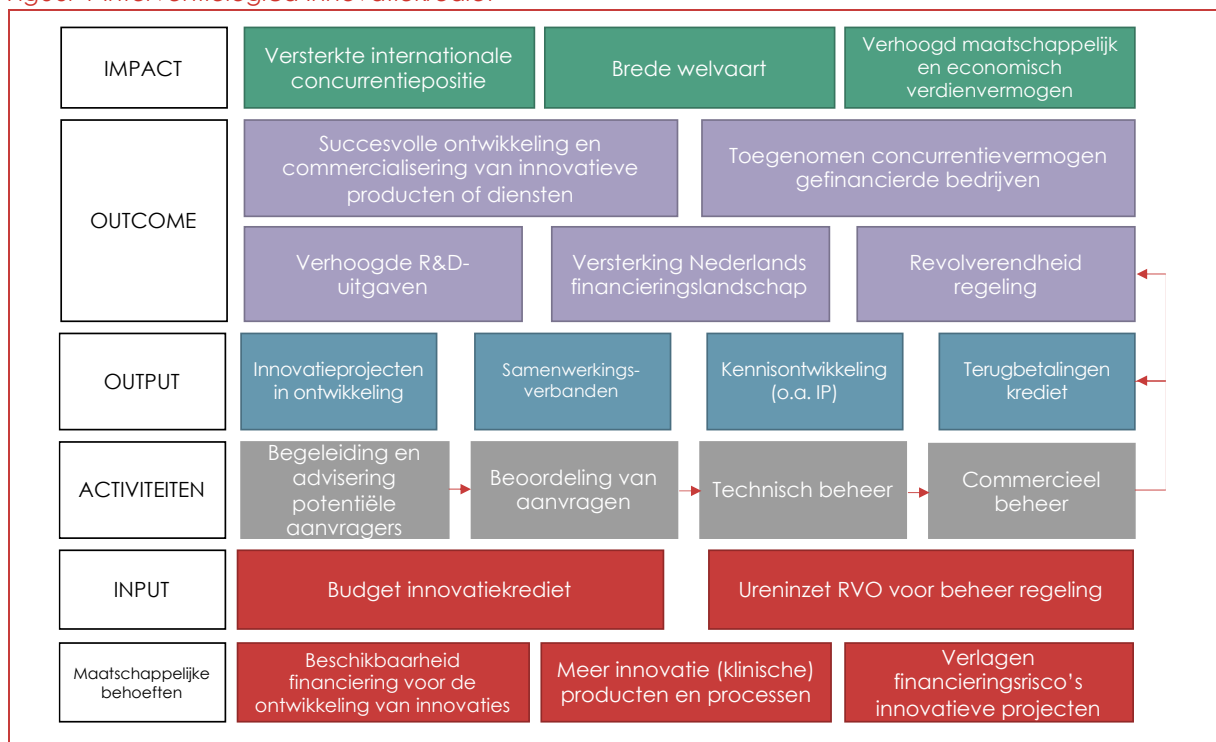 IMPACT
Versterkte internationale
concurrentiepositie
Brede welvaart
Verhoogd maatschappelijk
en economisch
verdienvermogen
OUTCOME
Succesvolle ontwikkeling en
commercialisering van innovatieve
producten of diensten
Toegenomen concurrentievermogen
gefinancierde bedrijven
Verhoogde R&D-
uitgaven
Versterking Nederlands
financieringslandschap
Revolverendheid
regeling
OUTPUT
Innovatieprojecten
in ontwikkeling
Samenwerkings-
verbanden
Kennisontwikkeling
(o.a. IP)
Terugbetalingen
krediet
ACTIVITEITEN
Begeleiding en
advisering
potentiële
aanvragers
Beoordeling van
aanvragen
Technisch beheer
Commercieel
beheer
INPUT
Budget innovatiekrediet
Ureninzet RVO voor beheer regeling
Maatschappelijke
behoeften
Beschikbaarheid
financiering voor de
ontwikkeling van innovaties
Meer innovatie (klinische)
producten en processen
Verlagen
financieringsrisco's
innovatieve projecten